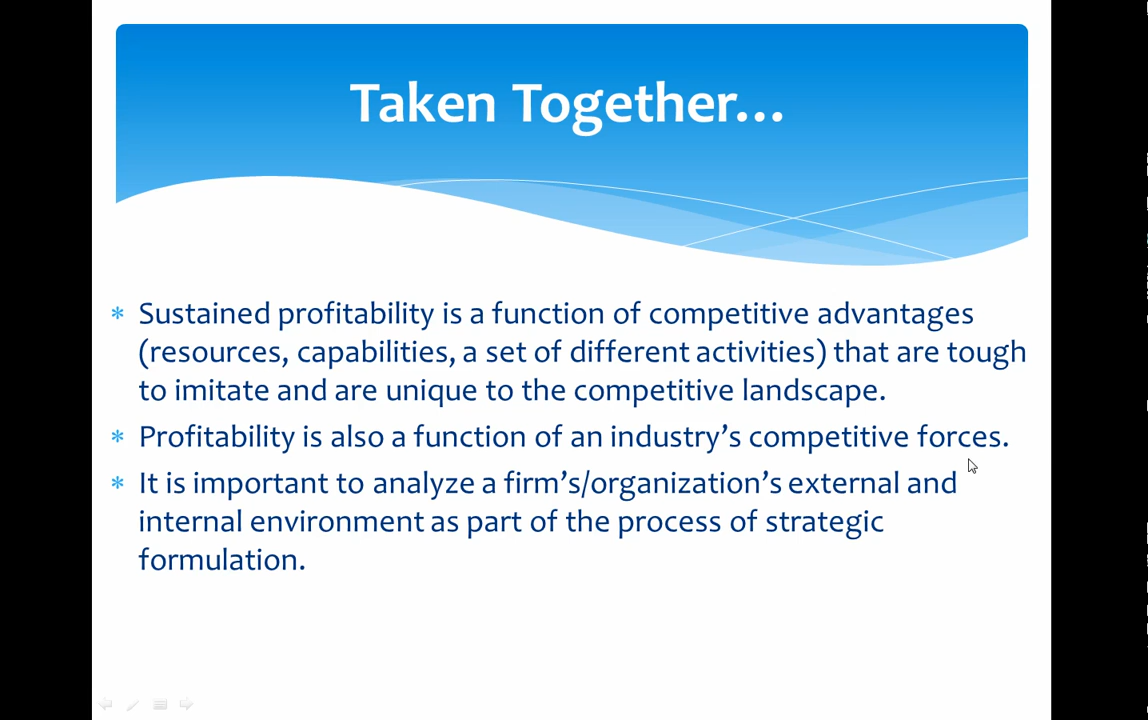 Taken Together...
* Sustained profitability is a function of competitive advantages
(resources, capabilities, a set of different activities) that are tough
to imitate and are unique to the competitive landscape.
* Profitability is also a function of an industry’s competitive forces.
* It is important to analyze a firm’s/organization’s external and
internal environment as part of the process of strategic
formulation.